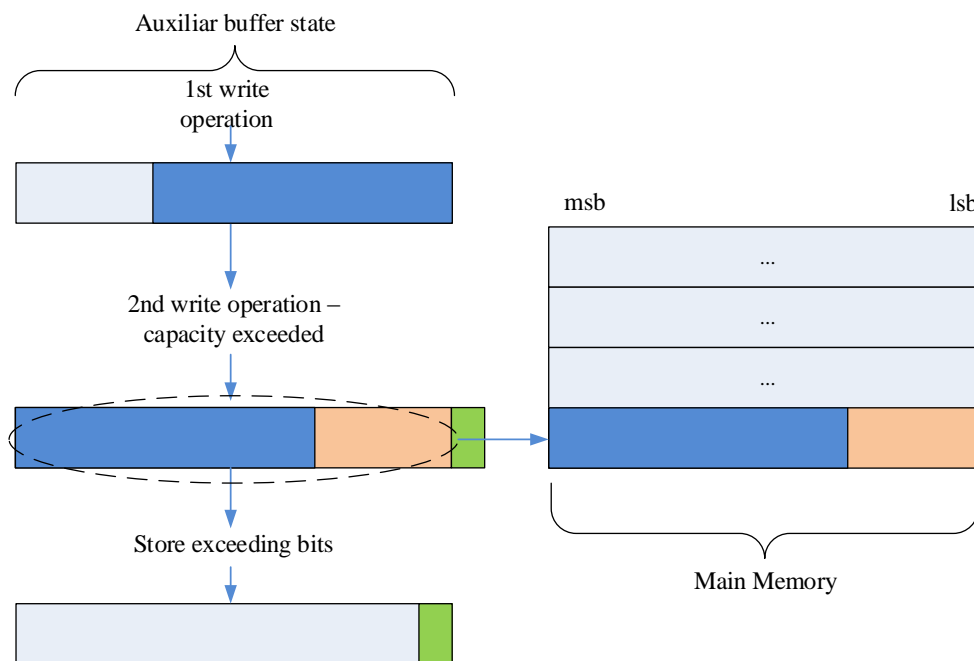 Auxiliar buffer state
1st write
operation
msb
lsb
...
2nd write operation –
capacity exceeded
...
...
Store exceeding bits
Main Memory